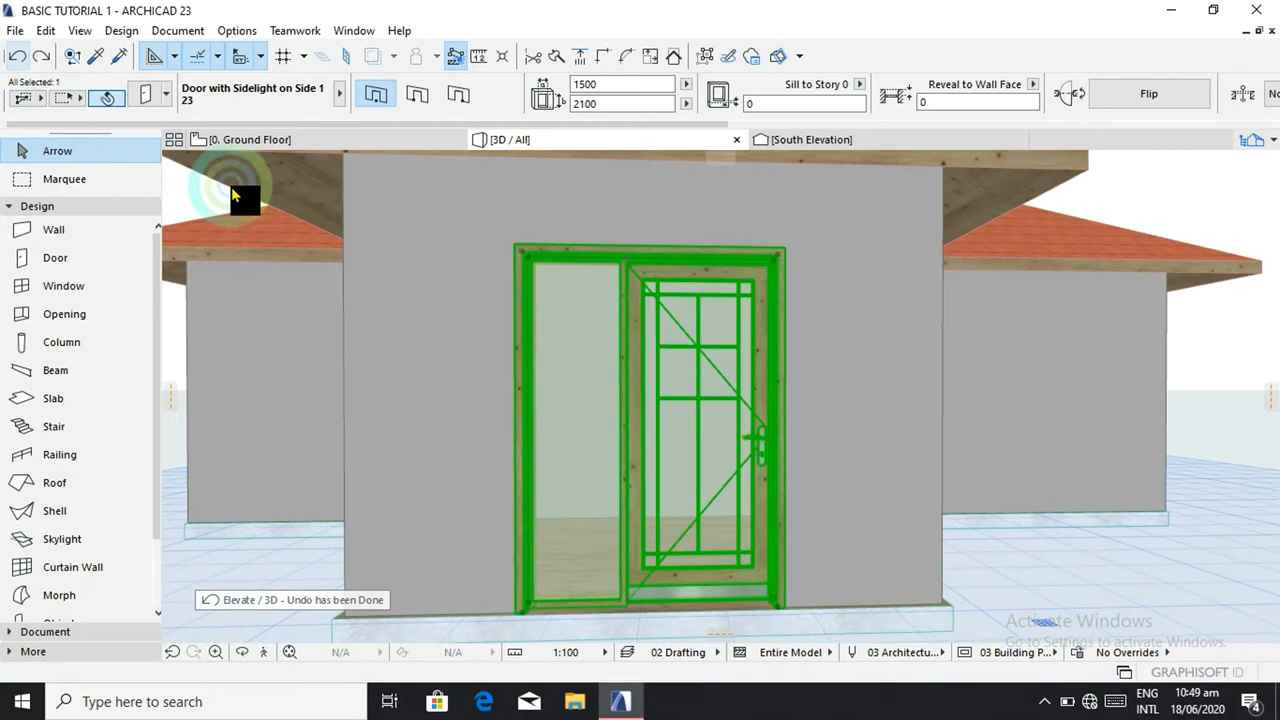 BASIC TUTORIAL 1 - ARCHICAD 23
File Edit View Design Document Options Teamwork Window Help
All Selected: 1
Door with Sidelight on Side 1
23
1500
2100
Sill to Story 0
0
Reveal to Wall Face
0
Flip
No
[0. Ground Floor]
[3D / All]
[South Elevation]
Arrow
Marquee
Design
Wall
Door
Window
Opening
Column
Beam
Slab
Stair
Railing
Roof
Shell
Skylight
Curtain Wall
Morph
Document
More
Elevate / 3D - Undo has been Done
Activate Windows
Go to Settings to activate Windows.
N/A
N/A
1:100
02 Drafting
Entire Model
03 Architectu...
03 Building P...
No Overrides
GRAPHISOFT ID
Type here to search
ENG
INTL
10:49 am
18/06/2020
4